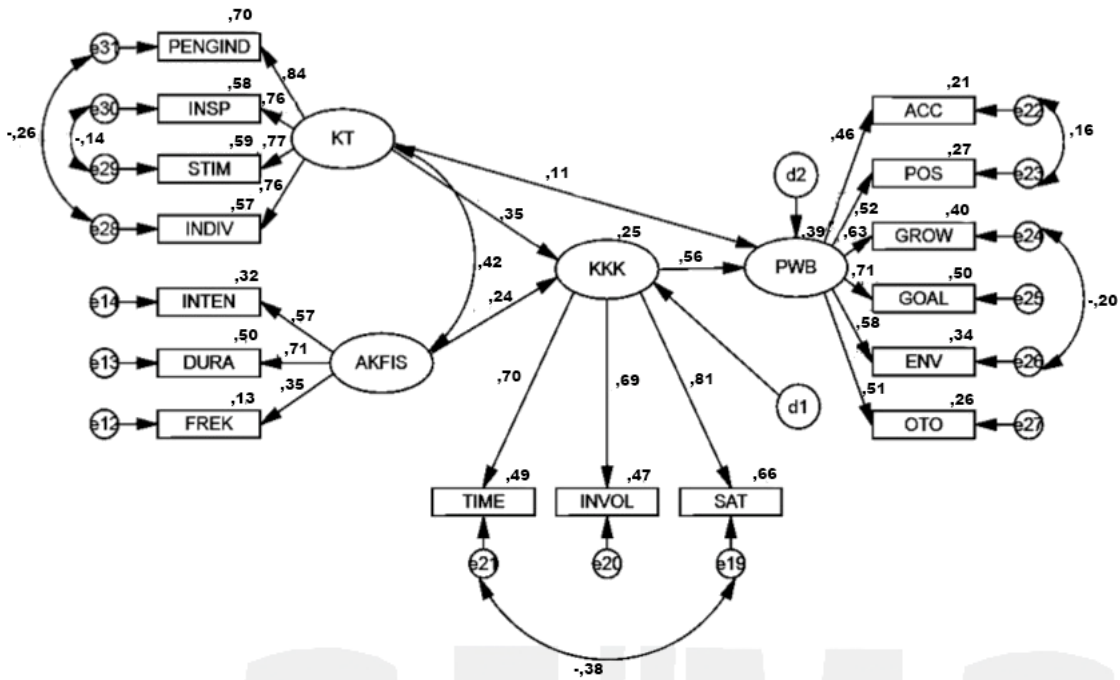 ,70
e31 PENGIND
,84
,58
e30 INSP ,76
-,26 -,14
,59 ,77
e29 STIM
KT
,76
,57
e28 INDIV
,42
,35
,11
,32
e14 INTEN
,57
,50
e13 DURA ,71
AKFIS
,13 ,35
e12 FREK
,24
,25
KKK
,56
d2
,39
PWB
d1
,21
,46 ACC e22
,16
,27
,52 POS e23
,40
,63 GROW e24
,50
,71 GOAL e25
-,20
,34
,58 ENV e26
,26
,51 OTO e27
,70 ,69 ,81
,49 ,47 ,66
TIME INVOL SAT
e21 e20 e19
-,38